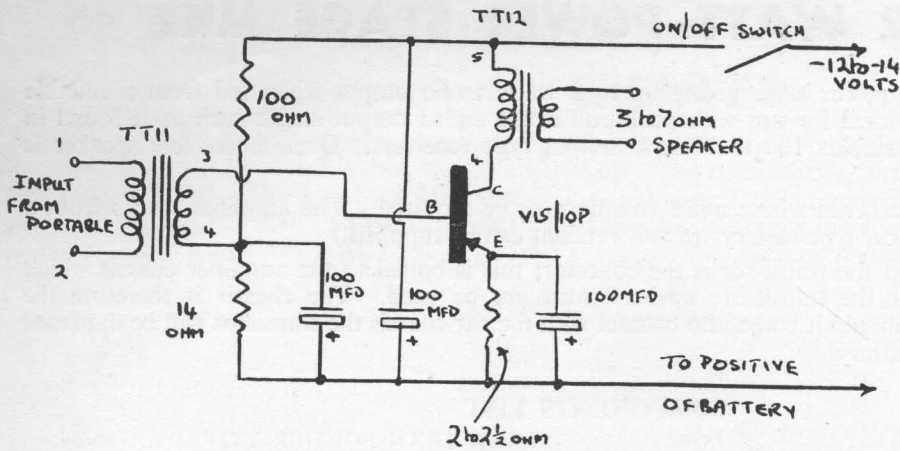 TT12
ON/OFF SWITCH
-12 to -14
VOLTS
5
100
OHM
TT11
3
1
3 to 7 OHM
SPEAKER
4
C
INPUT
FROM
PORTABLE
B
V15/10P
4
E
2
100
MFD
100
MFD
100MFD
14
OHM
+
+
+
TO POSITIVE
OF BATTERY
2 to 2½ OHM